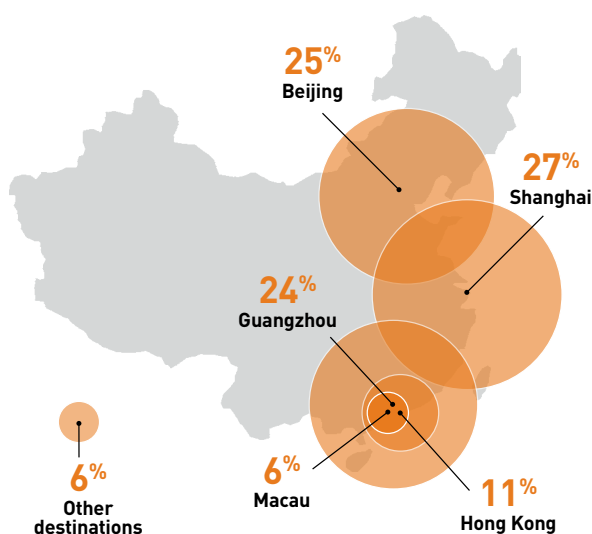 25%
Beijing
27%
Shanghai
24%
Guangzhou
6%
Macau
11%
Hong Kong
6%
Other
destinations